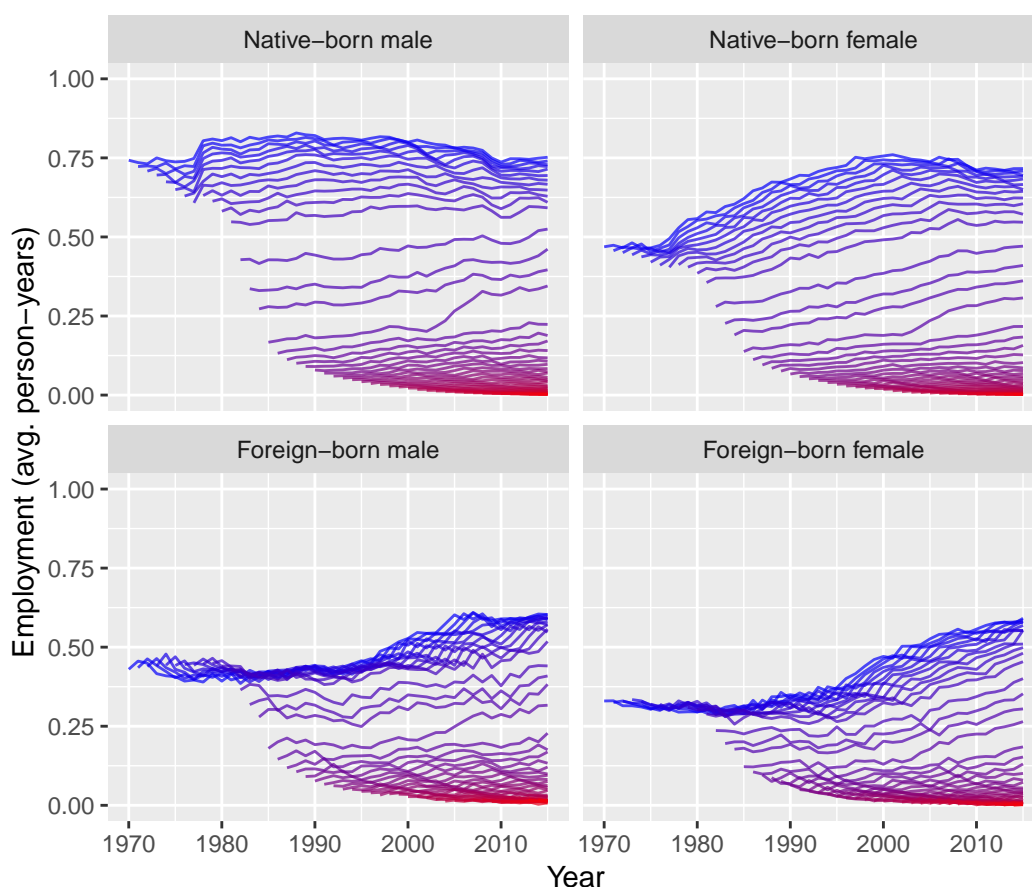 Native−born male
Native−born female
1.00
0.75
0.50
0.25
0.00
Foreign−born male
Foreign−born female
1.00
0.75
0.50
0.25
0.00
1970 1980 1990 2000 2010
1970 1980 1990 2000 2010
Year
Employment (avg. person−years)